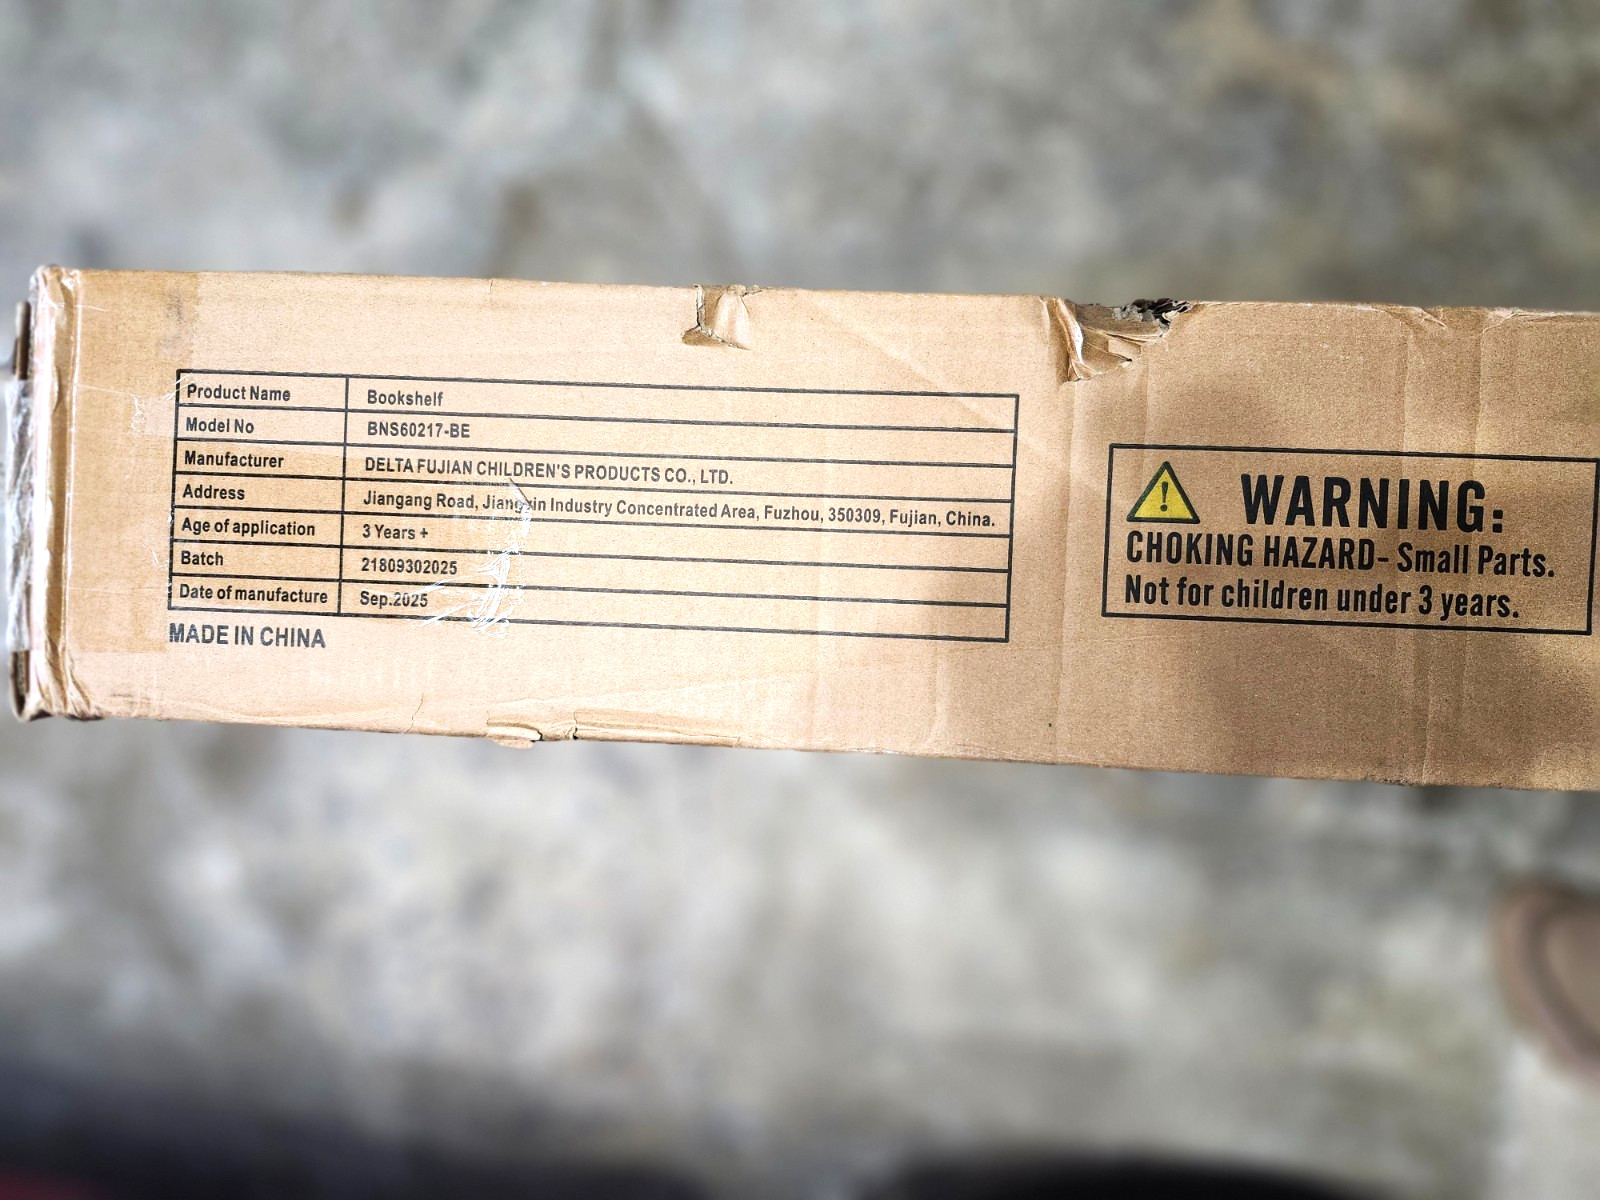 Product Name Bookshelf
Model No BNS60217-BE
Manufacturer DELTA FUJIAN CHILDREN'S PRODUCTS CO., LTD.
Address Jiangang Road, Jiangxin Industry Concentrated Area, Fuzhou, 350309, Fujian, China.
Age of application 3 Years +
Batch 21809302025
Date of manufacture Sep.2025
MADE IN CHINA
WARNING:
CHOKING HAZARD- Small Parts.
Not for children under 3 years.